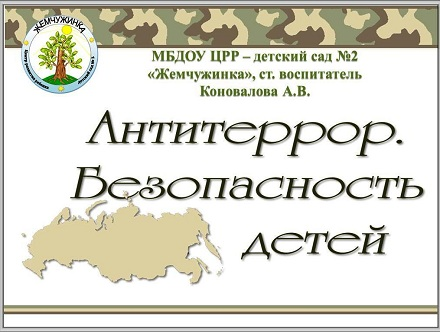 ЖЕМЧУЖИНКА
МБДОУ ЦРР – детский сад №2
«Жемчужинка», ст. воспитатель
Коновалова А.В.
Антитеррор.
Безопасность
детей